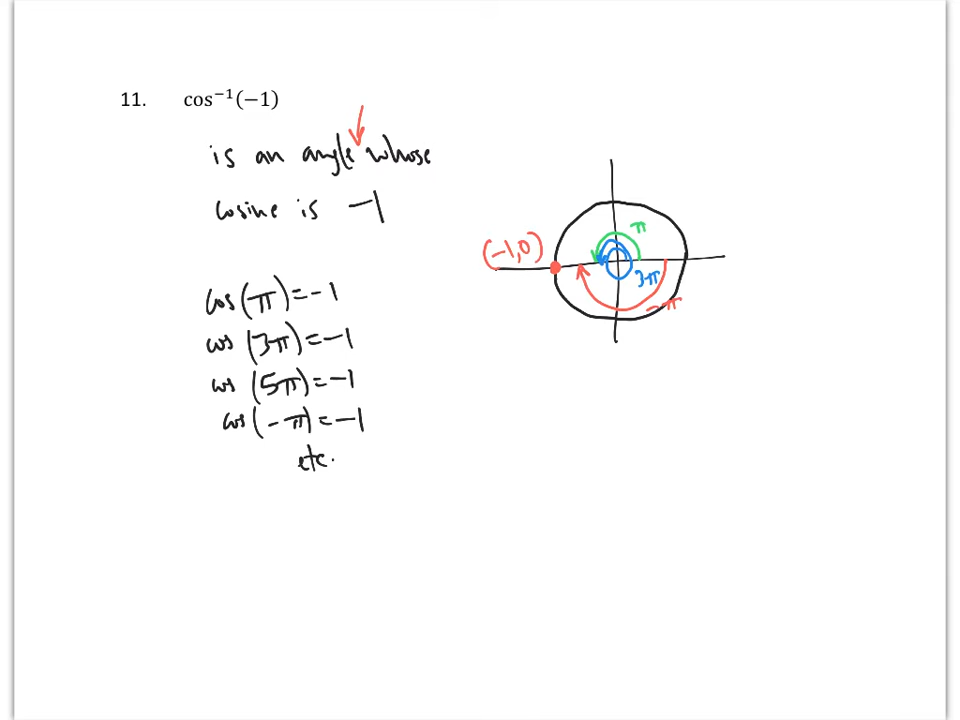 11. cos⁻¹(−1)
is an angle whose
cosine is −1
(-1,0)
π
3π
-π
cos(π)=-1
cos(3π)=-1
cos(5π)=-1
cos(-π)=-1
etc.